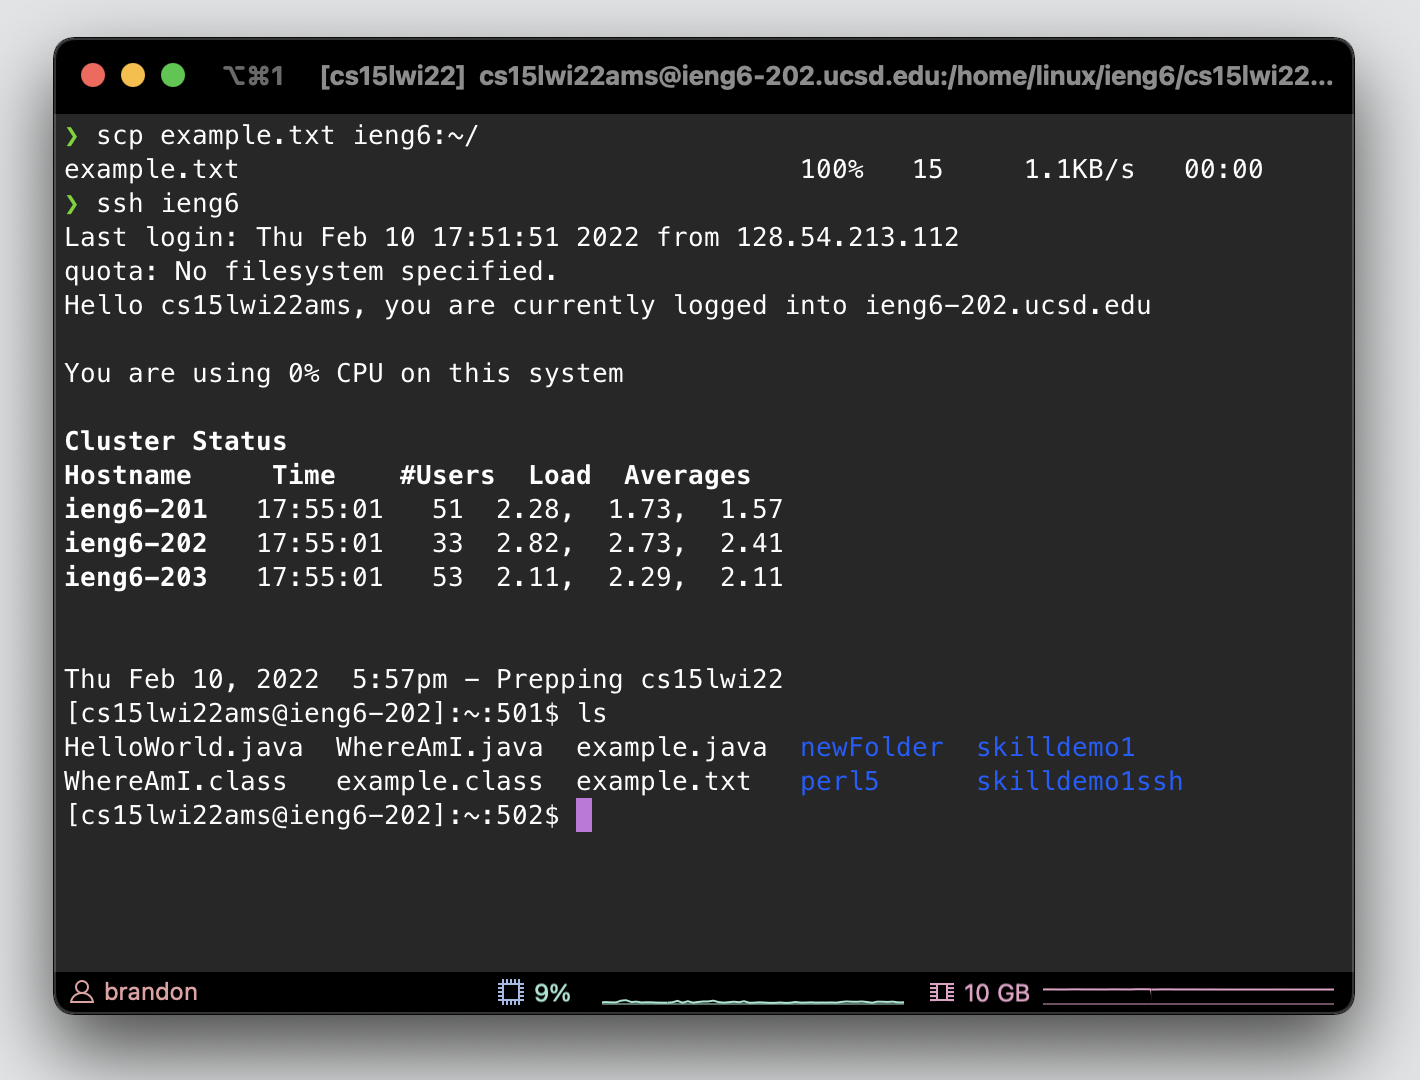 ⌥⌘1 [cs15lwi22] cs15lwi22ams@ieng6-202.ucsd.edu:/home/linux/ieng6/cs15lwi22...
❯ scp example.txt ieng6:~/
example.txt 100% 15 1.1KB/s 00:00
❯ ssh ieng6
Last login: Thu Feb 10 17:51:51 2022 from 128.54.213.112
quota: No filesystem specified.
Hello cs15lwi22ams, you are currently logged into ieng6-202.ucsd.edu
You are using 0% CPU on this system
Cluster Status
Hostname Time #Users Load Averages
ieng6-201 17:55:01 51 2.28, 1.73, 1.57
ieng6-202 17:55:01 33 2.82, 2.73, 2.41
ieng6-203 17:55:01 53 2.11, 2.29, 2.11
Thu Feb 10, 2022 5:57pm - Prepping cs15lwi22
[cs15lwi22ams@ieng6-202]:~:501$ ls
HelloWorld.java WhereAmI.java example.java newFolder skilldemo1
WhereAmI.class example.class example.txt perl5 skilldemo1ssh
[cs15lwi22ams@ieng6-202]:~:502$
brandon 9% 10 GB